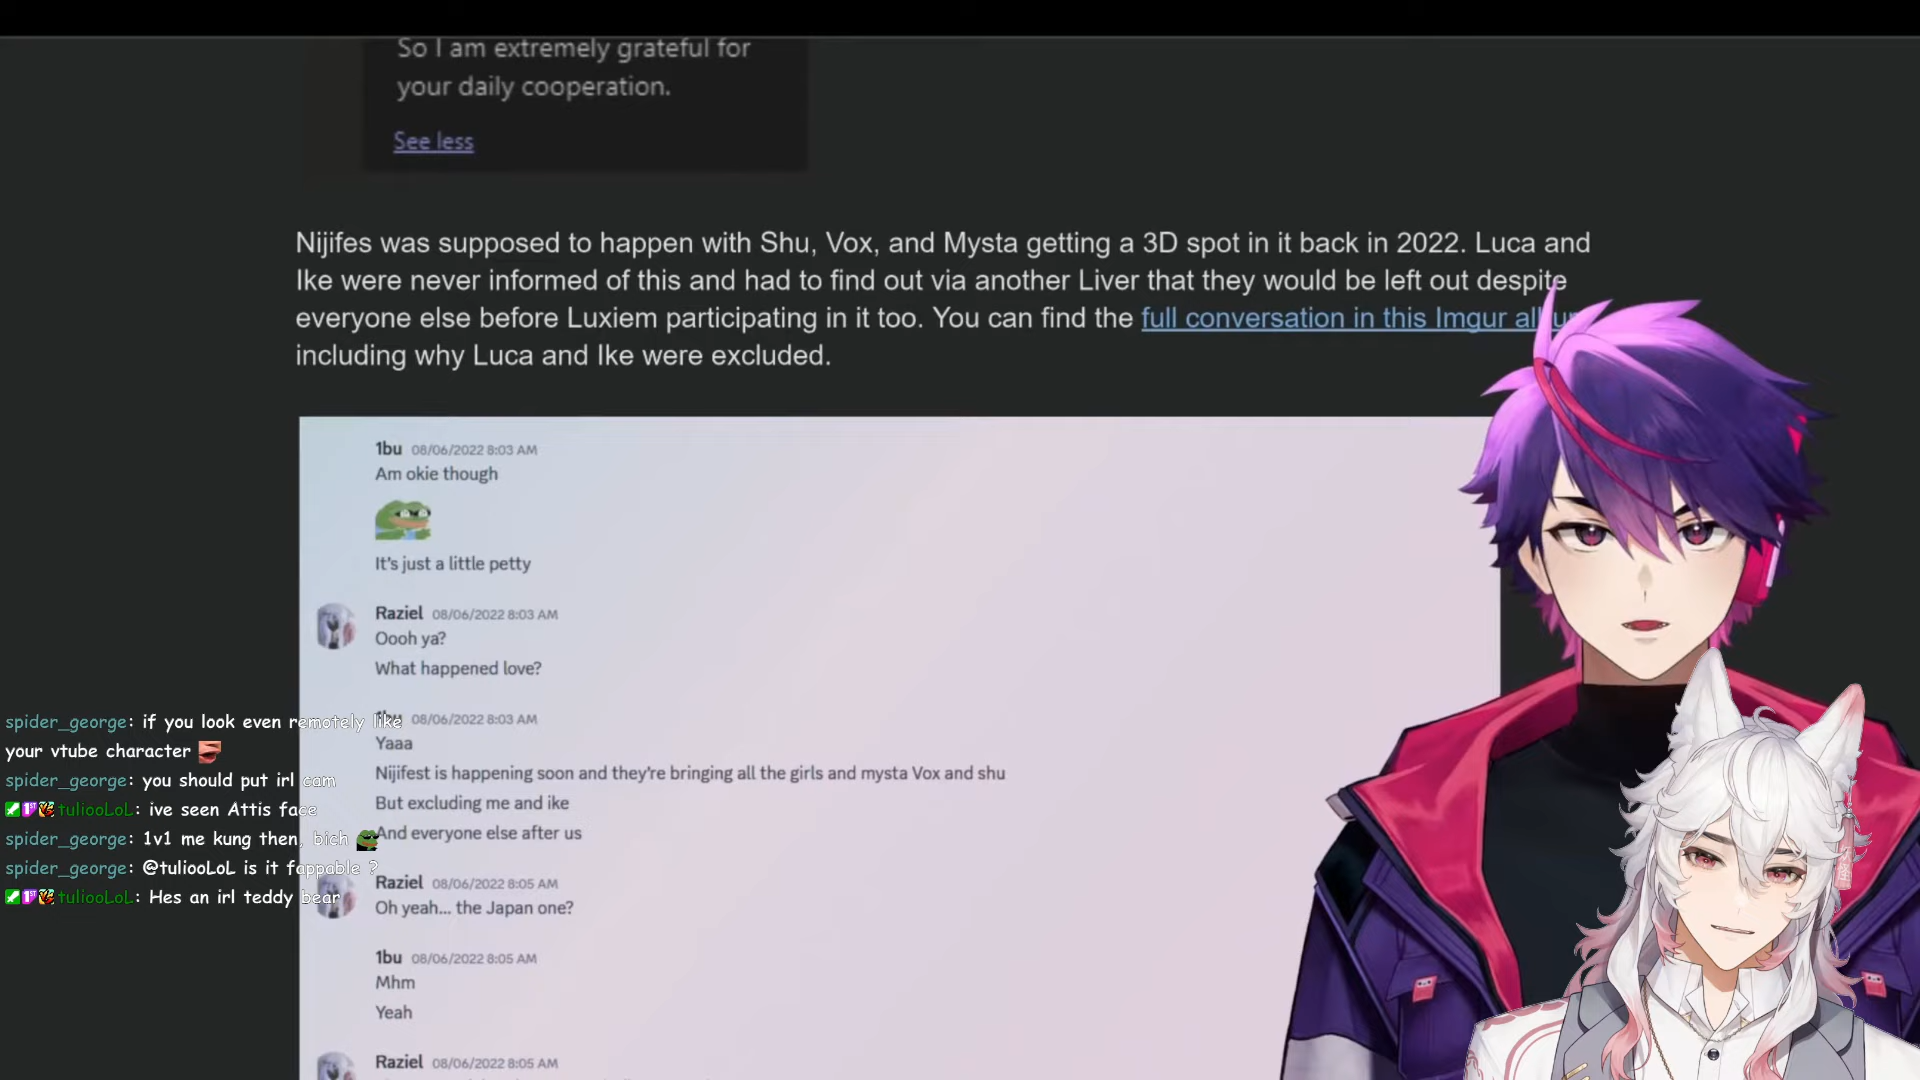 So I am extremely grateful for
your daily cooperation.
See less
Nijifes was supposed to happen with Shu, Vox, and Mysta getting a 3D spot in it back in 2022. Luca and
Ike were never informed of this and had to find out via another Liver that they would be left out despite
everyone else before Luxiem participating in it too. You can find the full conversation in this Imgur
including why Luca and Ike were excluded.
1bu 08/06/2022 8:03 AM
Am okie though
It's just a little petty
Raziel 08/06/2022 8:03 AM
Oooh ya?
What happened love?
1bu 08/06/2022 8:03 AM
Yaaa
Nijifest is happening soon and they're bringing all the girls and mysta Vox and shu
But excluding me and ike
And everyone else after us
Raziel 08/06/2022 8:05 AM
Oh yeah... the Japan one?
1bu 08/06/2022 8:05 AM
Mhm
Yeah
Raziel 08/06/2022 8:05 AM
spider_george: if you look even remotely like
your vtube character
spider_george: you should put irl cam
tuliooLoL: ive seen Attis face
spider_george: 1v1 me kung then, bich
spider_george: @tuliooLoL is it fappable ?
tuliooLoL: Hes an irl teddy bear